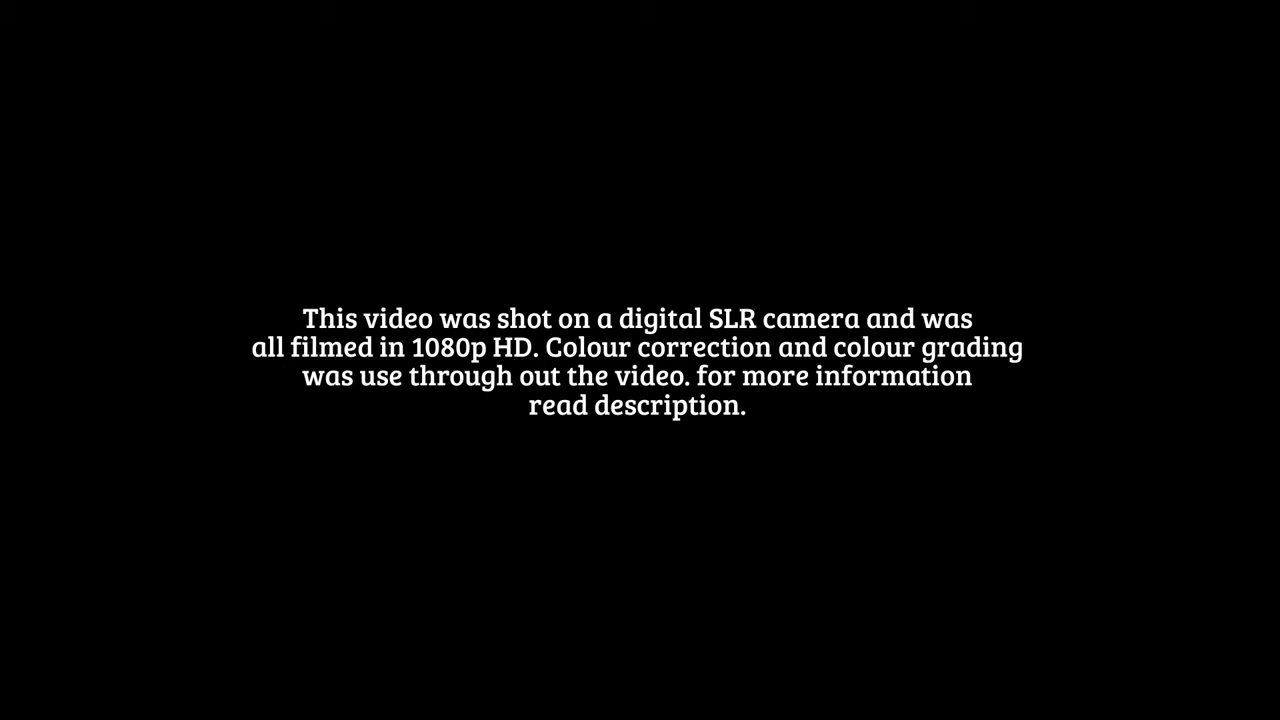 This video was shot on a digital SLR camera and was
all filmed in 1080p HD. Colour correction and colour grading
was use through out the video. for more information
read description.